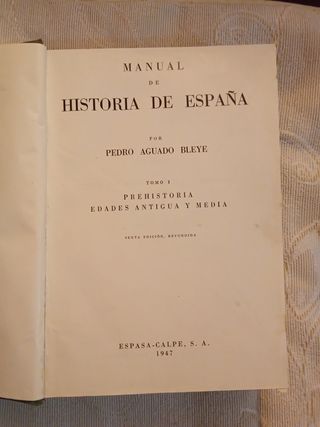 MANUAL
DE
HISTORIA DE ESPAÑA
POR
PEDRO AGUADO BLEYE
TOMO I
PREHISTORIA
EDADES ANTIGUA Y MEDIA
SEXTA EDICIÓN, REFUNDIDA
ESPASA-CALPE, S. A.
1947